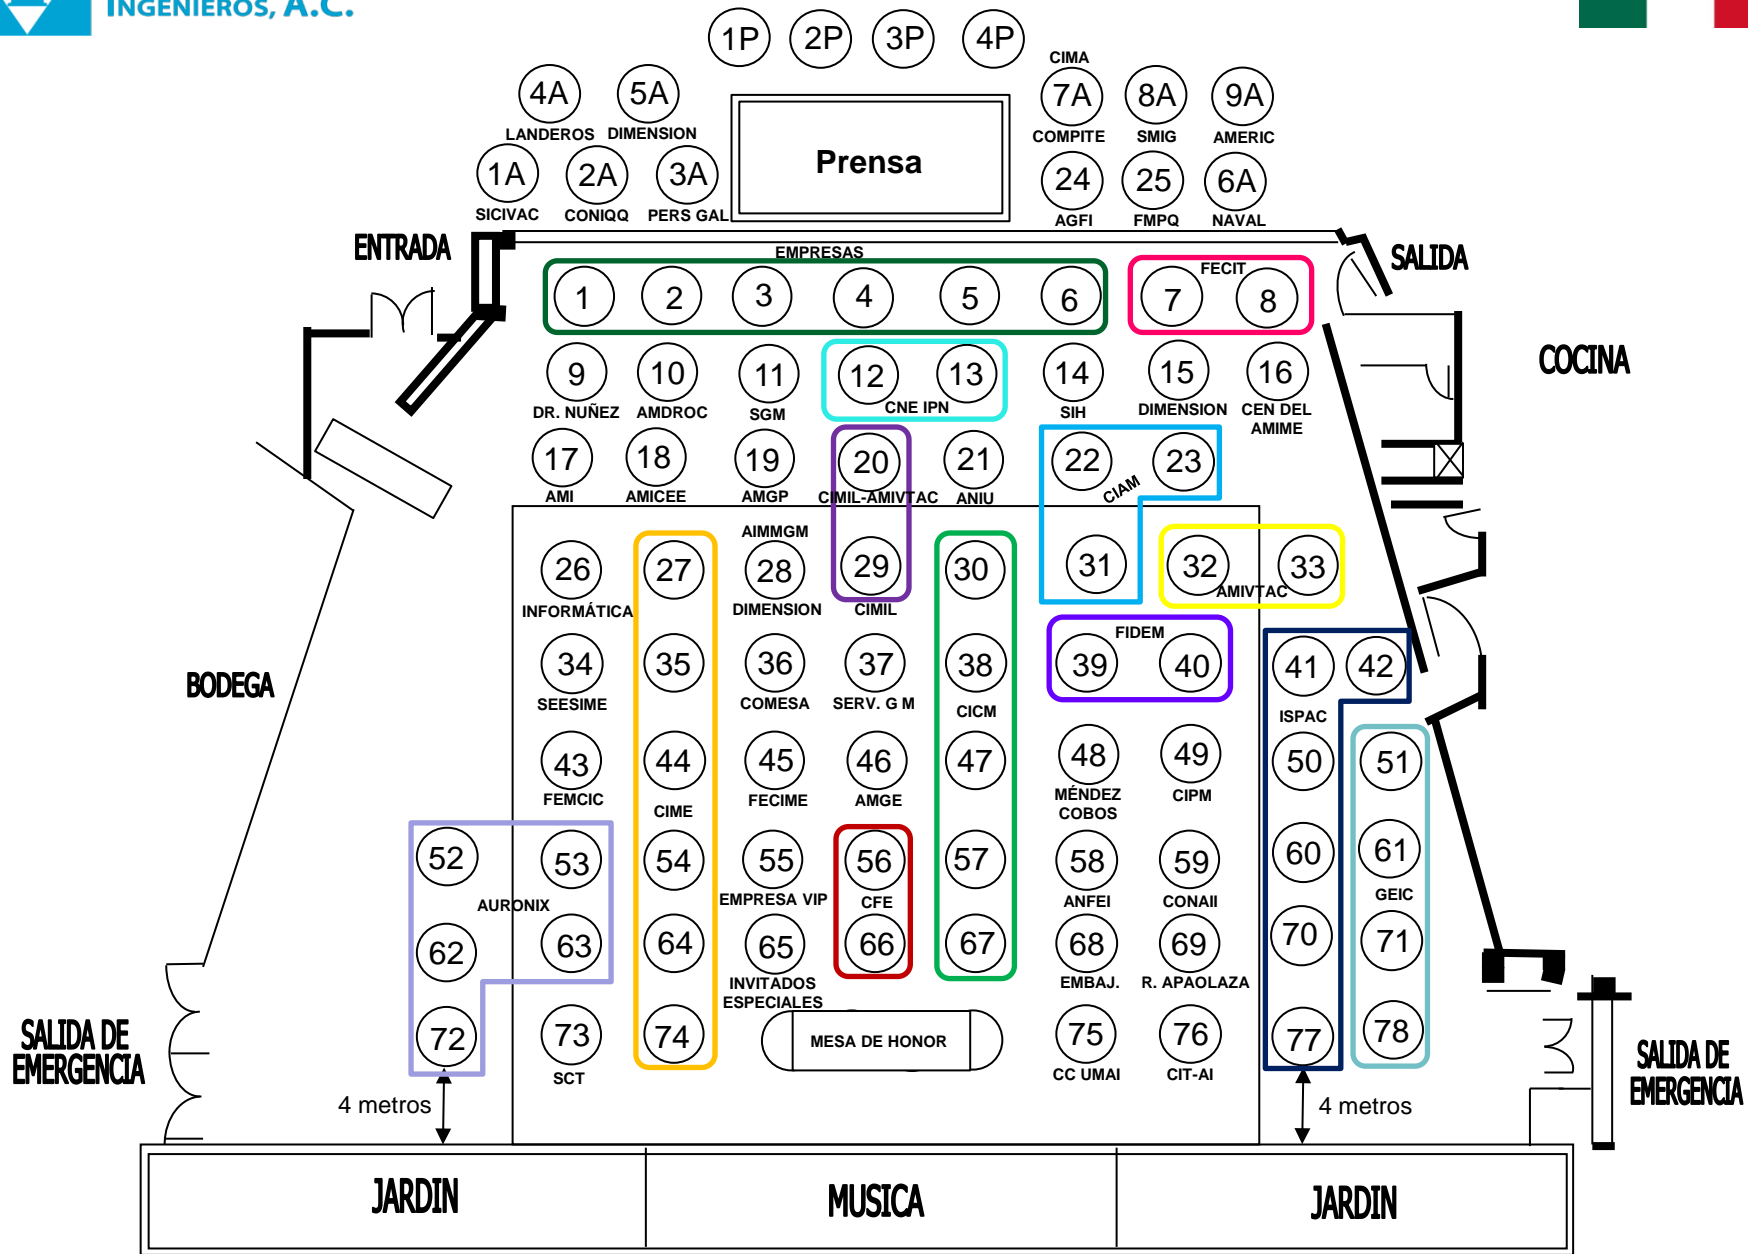 INGENIEROS, A.C.
1P 2P 3P 4P
CIMA
4A 5A 7A 8A 9A
LANDEROS DIMENSION COMPITE SMIG AMERIC
Prensa
1A 2A 3A 24 25 6A
SICIVAC CONIQQ PERS GAL AGFI FMPQ NAVAL
ENTRADA EMPRESAS SALIDA
FECIT
1 2 3 4 5 6 7 8
COCINA
9 10 11 12 13 14 15 16
DR. NUÑEZ AMDROC SGM CNE IPN SIH DIMENSION CEN DEL
AMIME
17 18 19 20 21 22 23
CIAM
AMI AMICEE AMGP CIMIL-AMIVTAC ANIU
AIMMGM
26 27 28 29 30 31 32 33
AMIVTAC
INFORMÁTICA DIMENSION CIMIL
FIDEM
34 35 36 37 38 39 40 41 42
BODEGA
SEESIME COMESA SERV. G M CICM ISPAC
43 44 45 46 47 48 49 50 51
FEMCIC CIME FECIME AMGE MÉNDEZ
COBOS CIPM
52 53 54 55 56 57 58 59 60 61
AURONIX EMPRESA VIP CFE ANFEI CONAII GEIC
62 63 64 65 66 67 68 69 70 71
INVITADOS
ESPECIALES EMBAJ. R. APAOLAZA
72 73 74 MESA DE HONOR 75 76 77 78
SCT CC UMAI CIT-AI
SALIDA DE
EMERGENCIA
SALIDA DE
EMERGENCIA
4 metros 4 metros
JARDIN MUSICA JARDIN